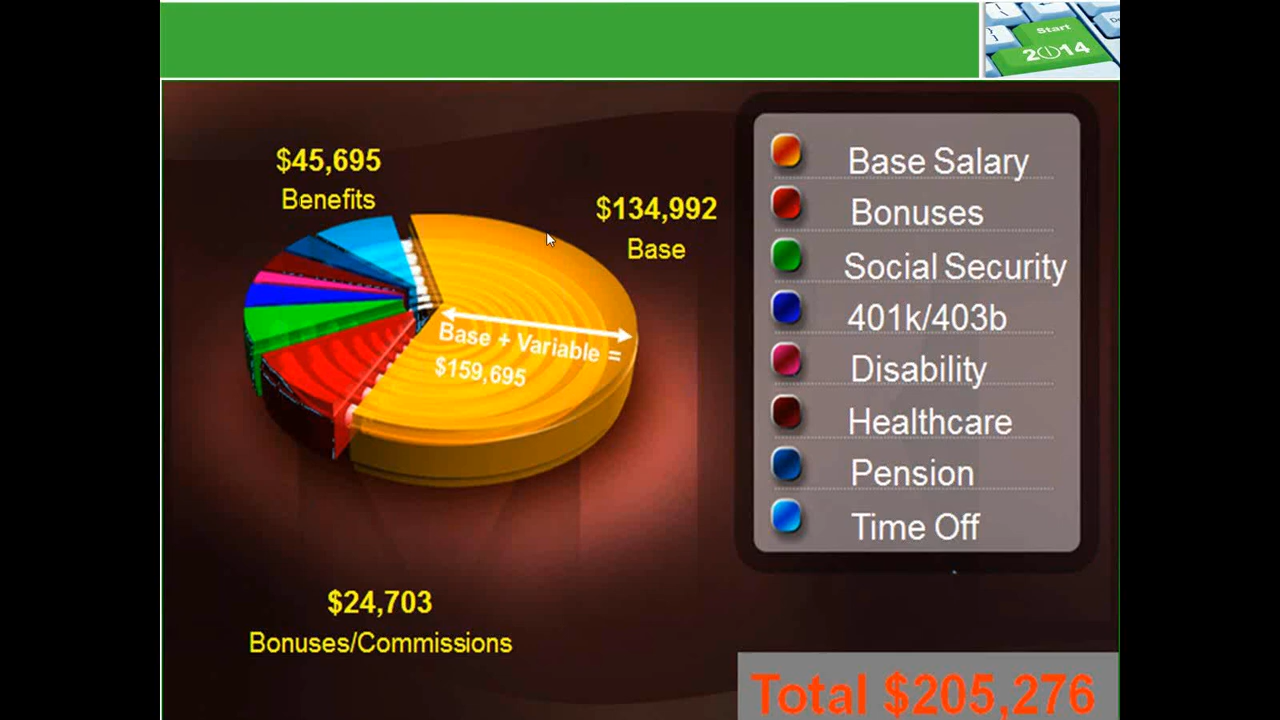 Start
2014
$45,695
Benefits
$134,992
Base
Base + Variable =
$159,695
$24,703
Bonuses/Commissions
Base Salary
Bonuses
Social Security
401k/403b
Disability
Healthcare
Pension
Time Off
Total $205,276